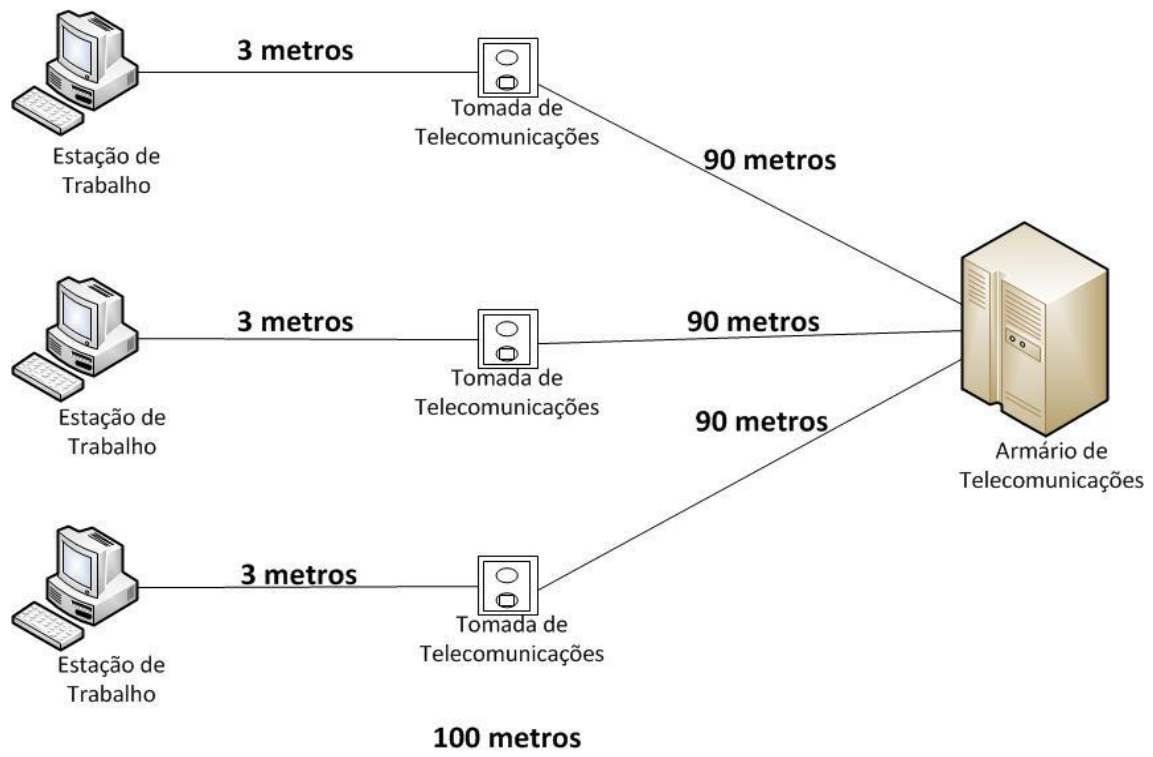 3 metros
Tomada de
Telecomunicações
Estação de
Trabalho
90 metros
3 metros
90 metros
Tomada de
Telecomunicações
Estação de
Trabalho
90 metros
Armário de
Telecomunicações
3 metros
Tomada de
Telecomunicações
Estação de
Trabalho
100 metros